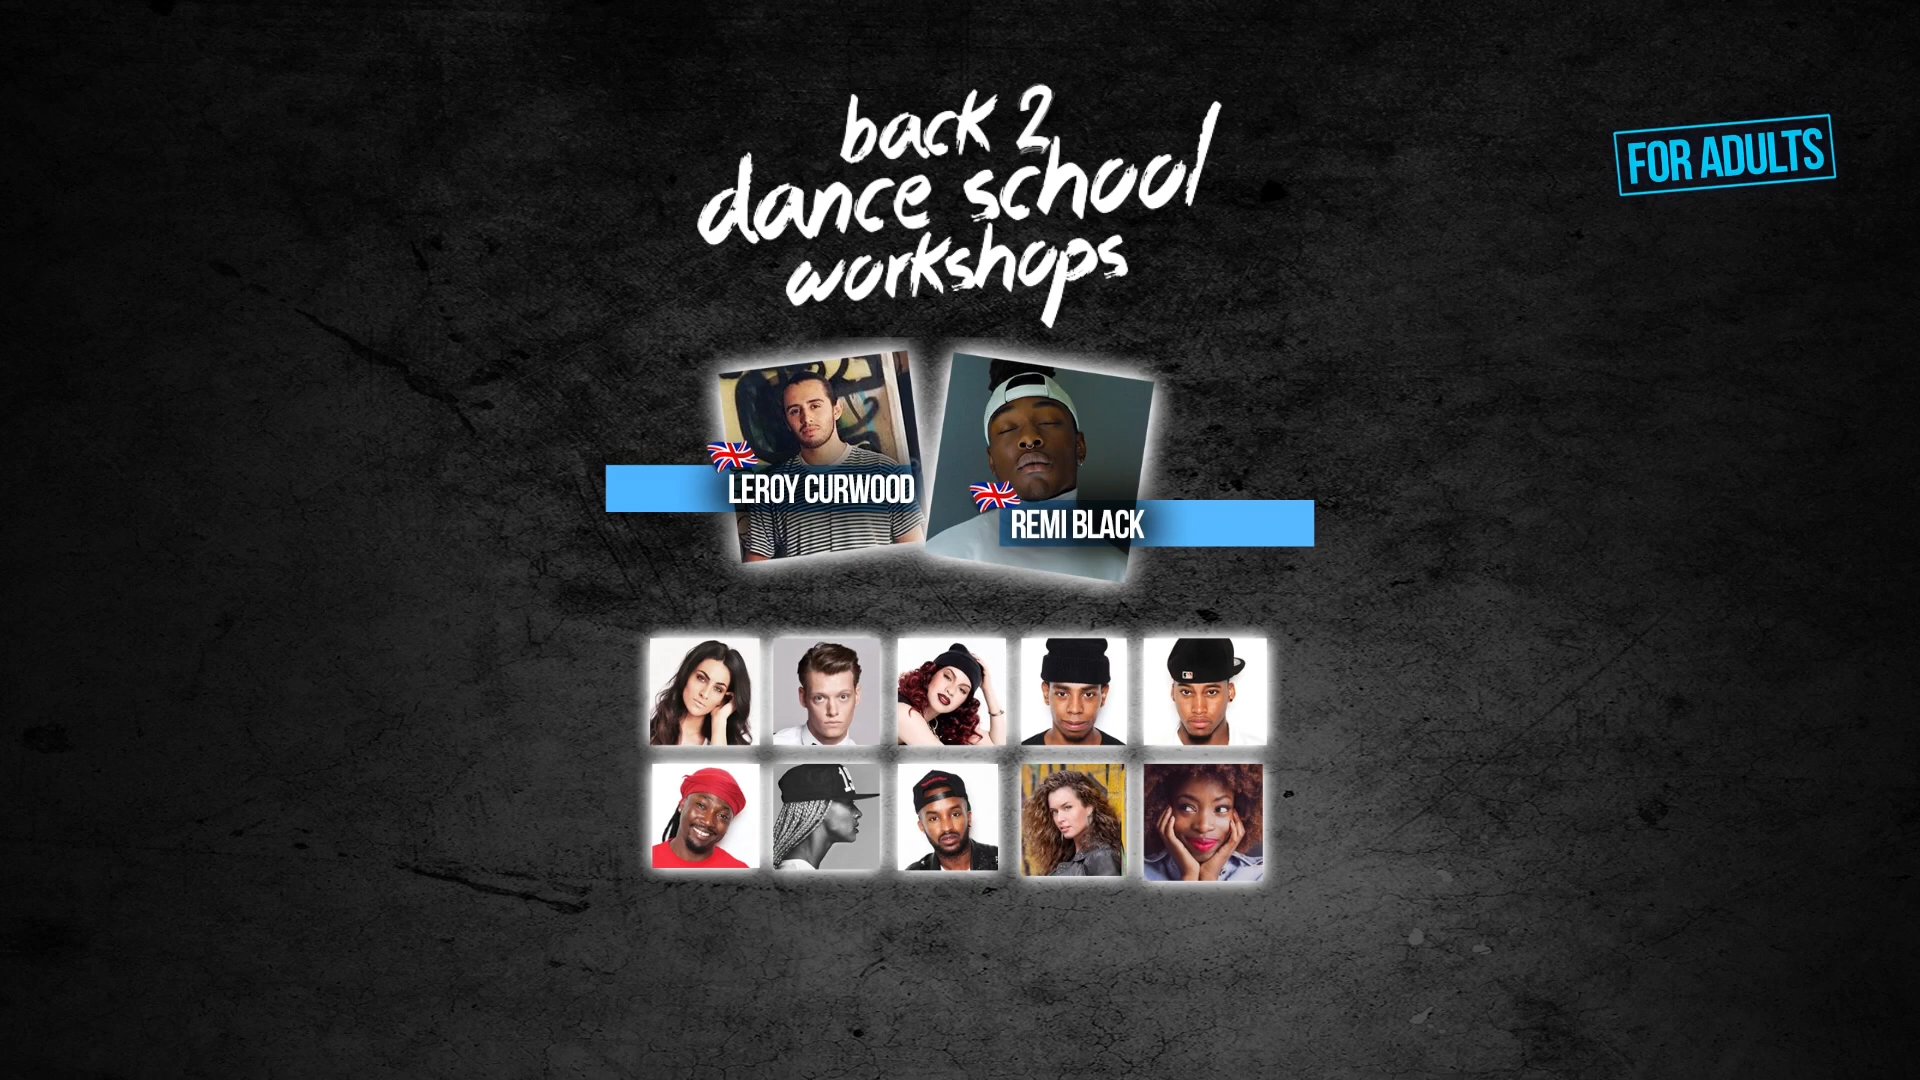 back 2
dance school
workshops
FOR ADULTS
LEROY CURWOOD
REMI BLACK